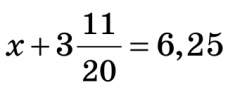 x + 3 11/20 = 6,25